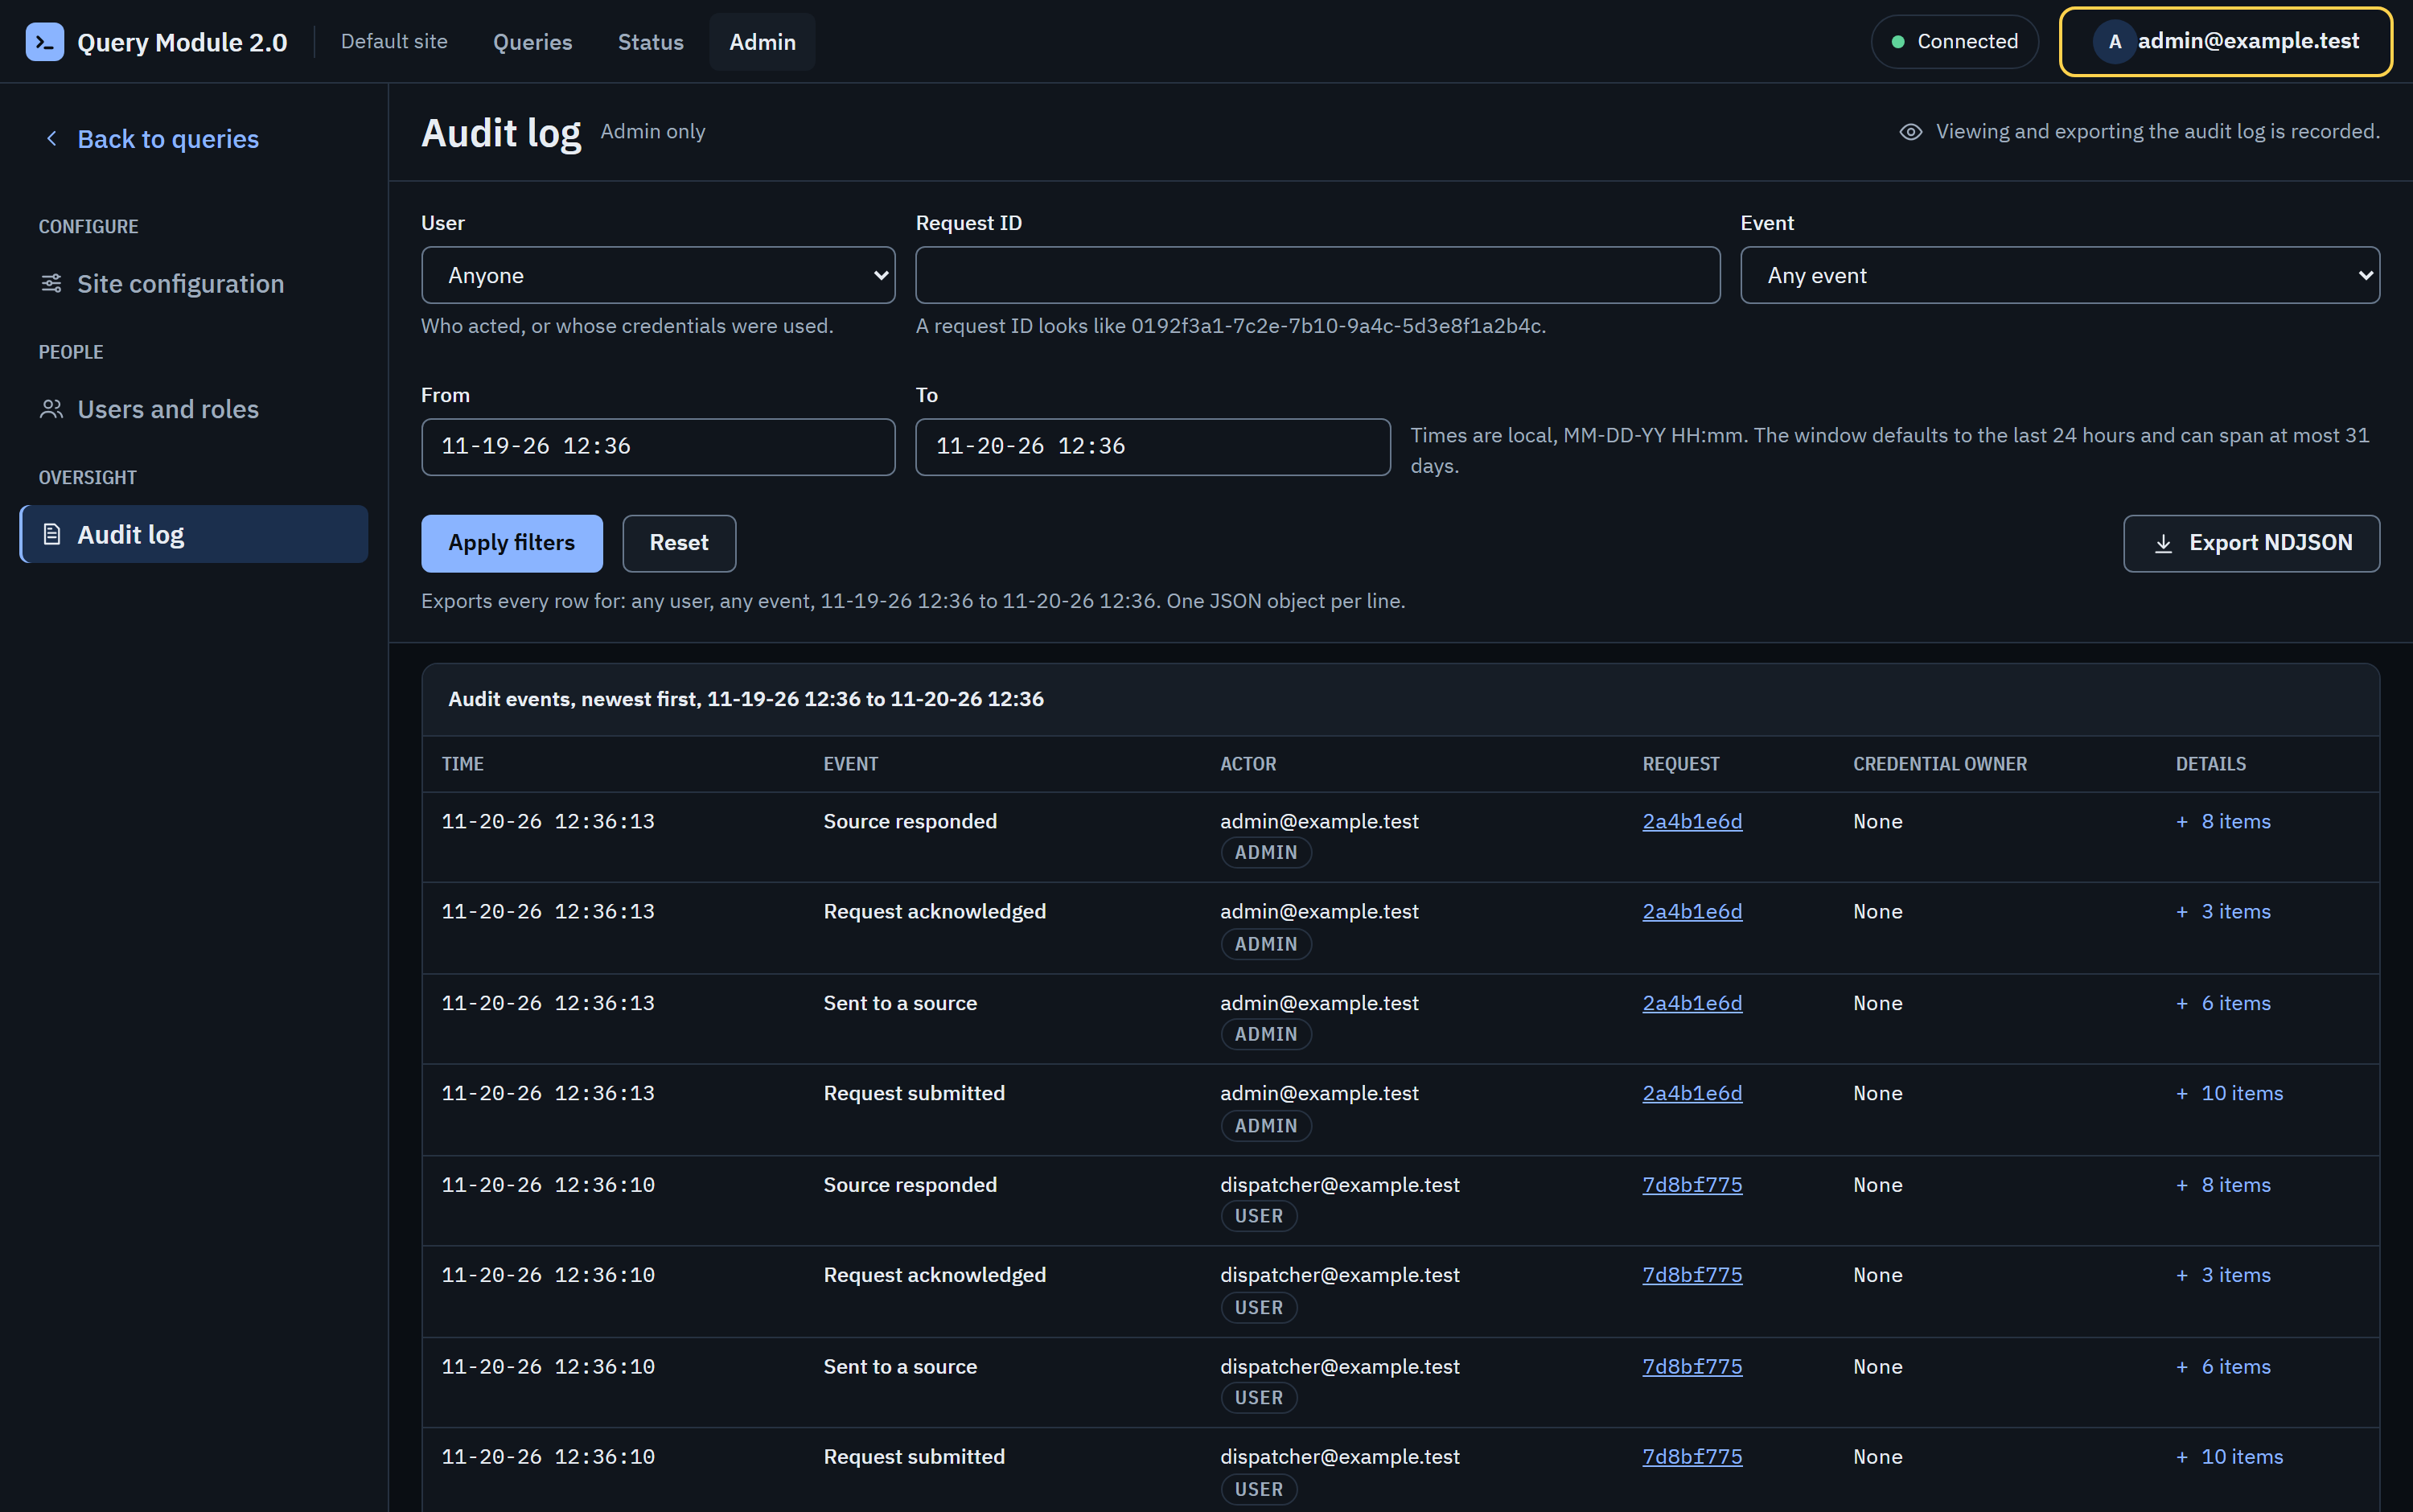 Query Module 2.0
Default site
Queries
Status
Admin
Connected
A
admin@example.test
Back to queries
CONFIGURE
Site configuration
PEOPLE
Users and roles
OVERSIGHT
Audit log
Audit log
Admin only
Viewing and exporting the audit log is recorded.
User
Request ID
Event
Anyone
Any event
Who acted, or whose credentials were used.
A request ID looks like 0192f3a1-7c2e-7b10-9a4c-5d3e8f1a2b4c.
From
To
11-19-26 12:36
11-20-26 12:36
Times are local, MM-DD-YY HH:mm. The window defaults to the last 24 hours and can span at most 31
days.
Apply filters
Reset
Export NDJSON
Exports every row for: any user, any event, 11-19-26 12:36 to 11-20-26 12:36. One JSON object per line.
Audit events, newest first, 11-19-26 12:36 to 11-20-26 12:36
TIME EVENT ACTOR REQUEST CREDENTIAL OWNER DETAILS
11-20-26 12:36:13 Source responded admin@example.test 2a4b1e6d None + 8 items
ADMIN
11-20-26 12:36:13 Request acknowledged admin@example.test 2a4b1e6d None + 3 items
ADMIN
11-20-26 12:36:13 Sent to a source admin@example.test 2a4b1e6d None + 6 items
ADMIN
11-20-26 12:36:13 Request submitted admin@example.test 2a4b1e6d None + 10 items
ADMIN
11-20-26 12:36:10 Source responded dispatcher@example.test 7d8bf775 None + 8 items
USER
11-20-26 12:36:10 Request acknowledged dispatcher@example.test 7d8bf775 None + 3 items
USER
11-20-26 12:36:10 Sent to a source dispatcher@example.test 7d8bf775 None + 6 items
USER
11-20-26 12:36:10 Request submitted dispatcher@example.test 7d8bf775 None + 10 items
USER